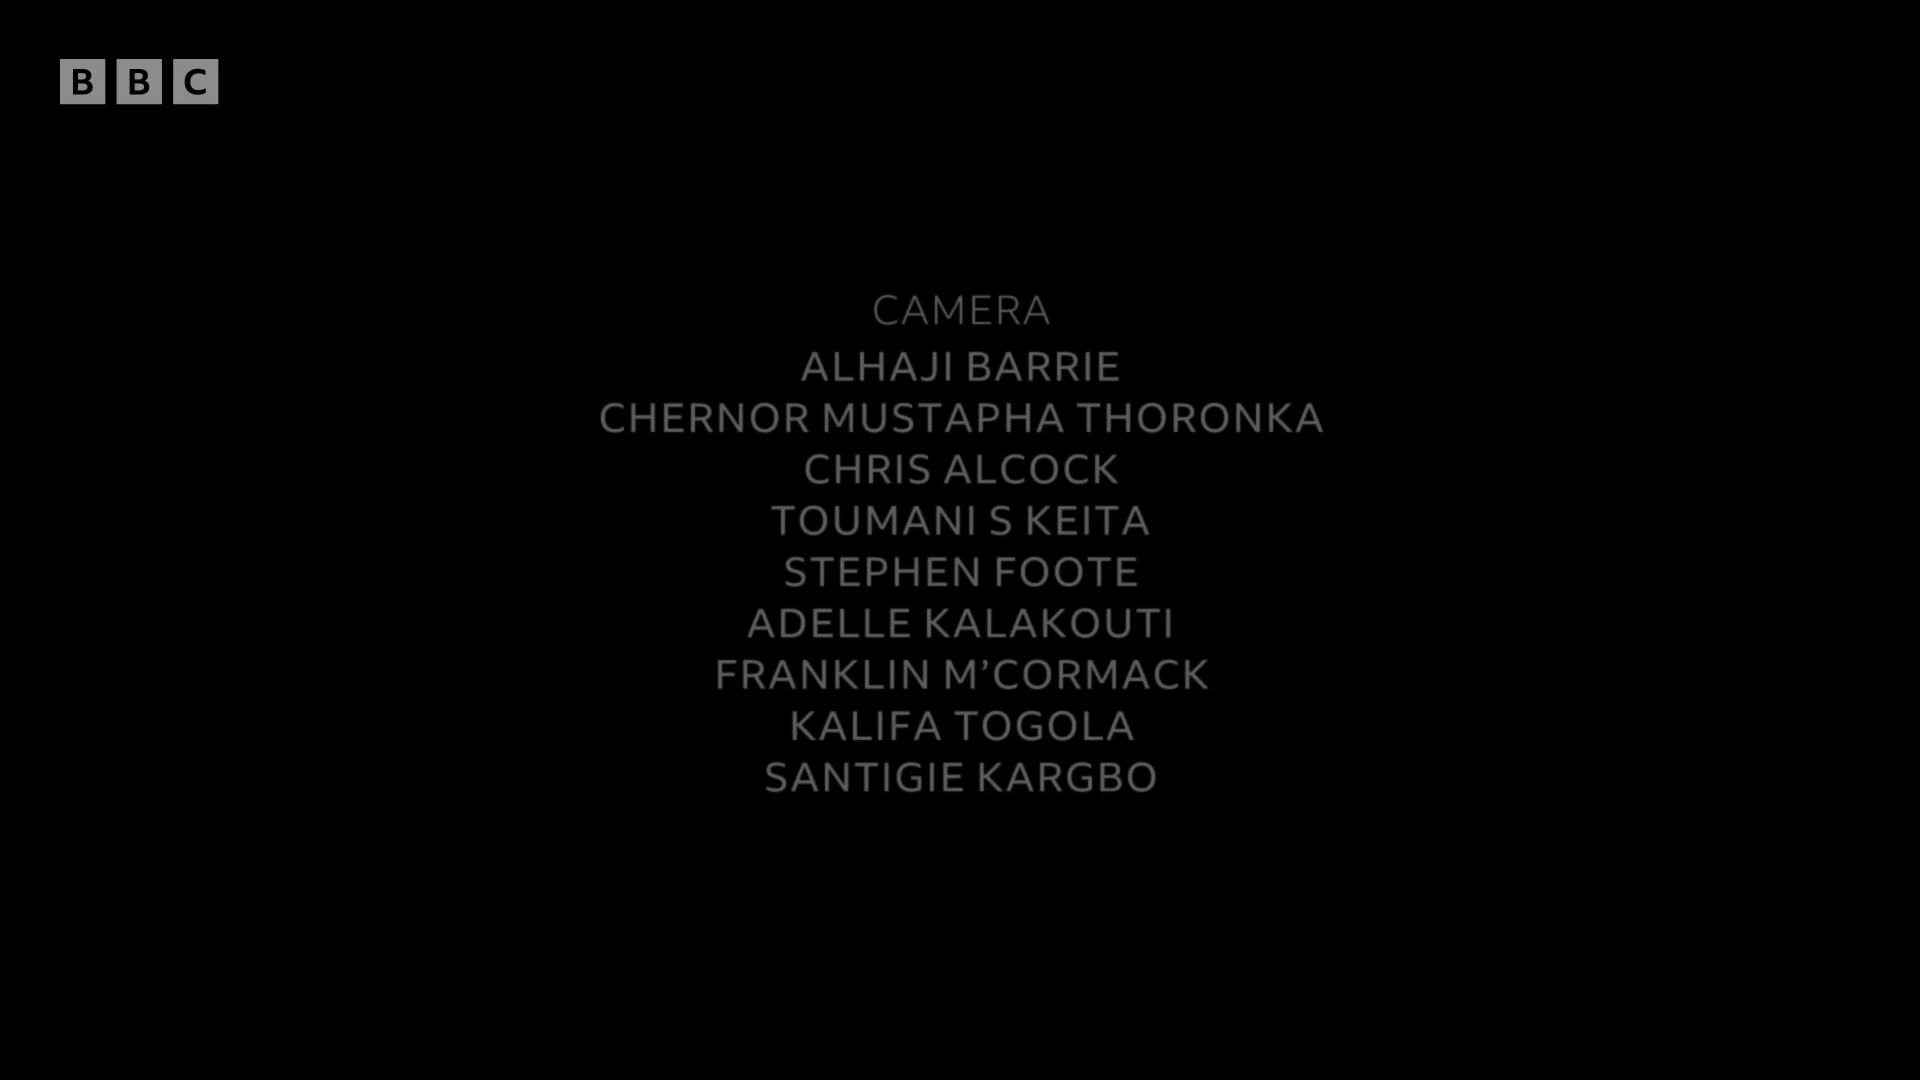 BBC
CAMERA
ALHAJI BARRIE
CHERNOR MUSTAPHA THORONKA
CHRIS ALCOCK
TOUMANI S KEITA
STEPHEN FOOTE
ADELLE KALAKOUTI
FRANKLIN M’CORMACK
KALIFA TOGOLA
SANTIGIE KARGBO